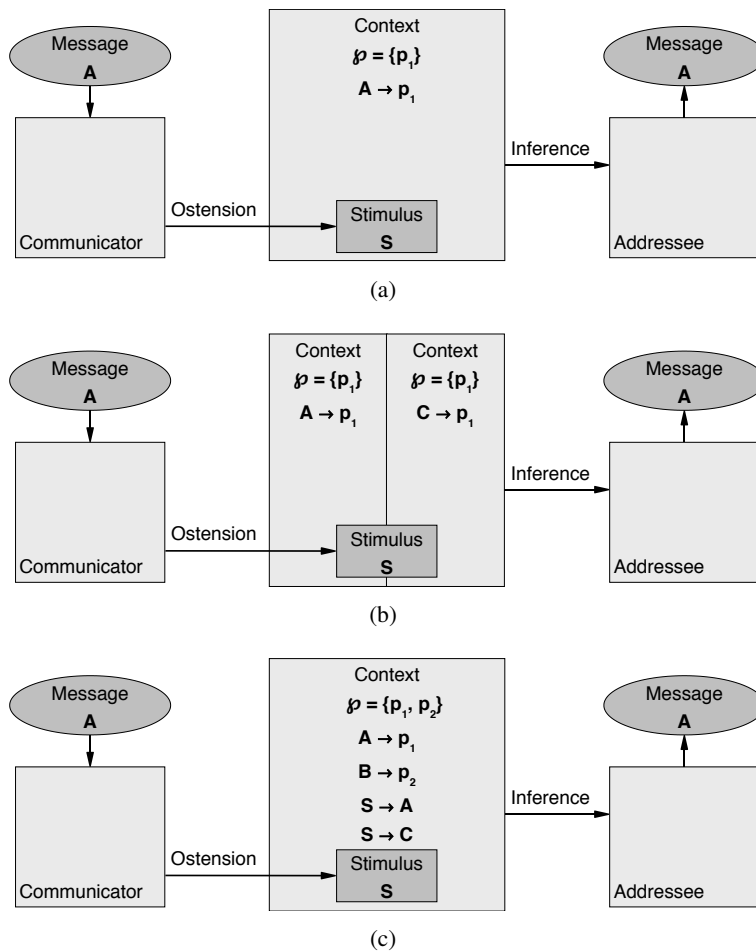 Message
A
Communicator
Ostension
Context
℘ = {p₁}
A → p₁
Stimulus
S
Inference
Message
A
Addressee
(a)
Message
A
Communicator
Ostension
Context
℘ = {p₁}
A → p₁
Context
℘ = {p₁}
C → p₁
Stimulus
S
Inference
Message
A
Addressee
(b)
Message
A
Communicator
Ostension
Context
℘ = {p₁, p₂}
A → p₁
B → p₂
S → A
S → C
Stimulus
S
Inference
Message
A
Addressee
(c)